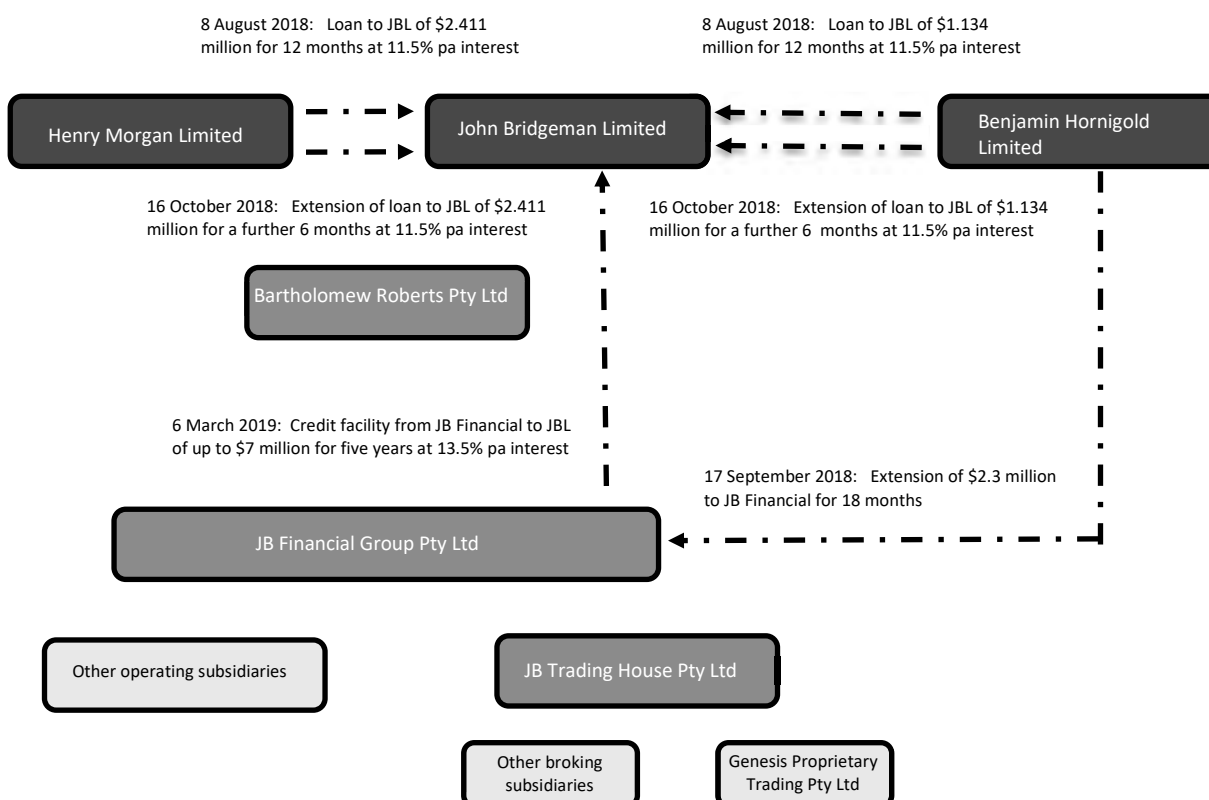 8 August 2018:   Loan to JBL of $2.411
million for 12 months at 11.5% pa interest
8 August 2018:   Loan to JBL of $1.134
million for 12 months at 11.5% pa interest
Henry Morgan Limited
John Bridgeman Limited
Benjamin Hornigold
Limited
16 October 2018:   Extension of loan to JBL of $2.411
million for a further 6 months at 11.5% pa interest
16 October 2018:   Extension of loan to JBL of $1.134
million for a further 6  months at 11.5% pa interest
Bartholomew Roberts Pty Ltd
6 March 2019:  Credit facility from JB Financial to JBL
of up to $7 million for five years at 13.5% pa interest
17 September 2018:   Extension of $2.3 million
to JB Financial for 18 months
JB Financial Group Pty Ltd
Other operating subsidiaries
JB Trading House Pty Ltd
Other broking
subsidiaries
Genesis Proprietary
Trading Pty Ltd